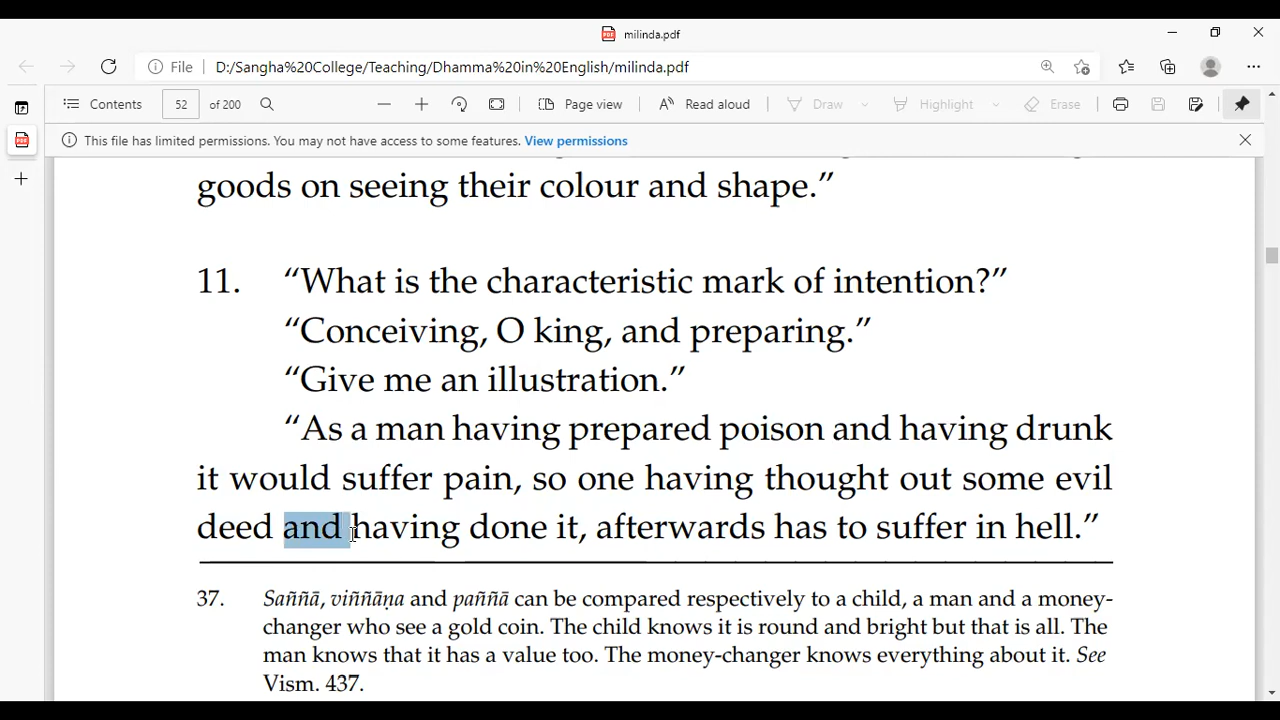 milinda.pdf
File
D:/Sangha%20College/Teaching/Dhamma%20in%20English/milinda.pdf
Contents 52 of 200 Page view Read aloud Draw Highlight Erase
This file has limited permissions. You may not have access to some features. View permissions
goods on seeing their colour and shape.”
11. “What is the characteristic mark of intention?”
“Conceiving, O king, and preparing.”
“Give me an illustration.”
“As a man having prepared poison and having drunk
it would suffer pain, so one having thought out some evil
deed and having done it, afterwards has to suffer in hell.”
37. Saññā, viññāṇa and paññā can be compared respectively to a child, a man and a money-
changer who see a gold coin. The child knows it is round and bright but that is all. The
man knows that it has a value too. The money-changer knows everything about it. See
Vism. 437.